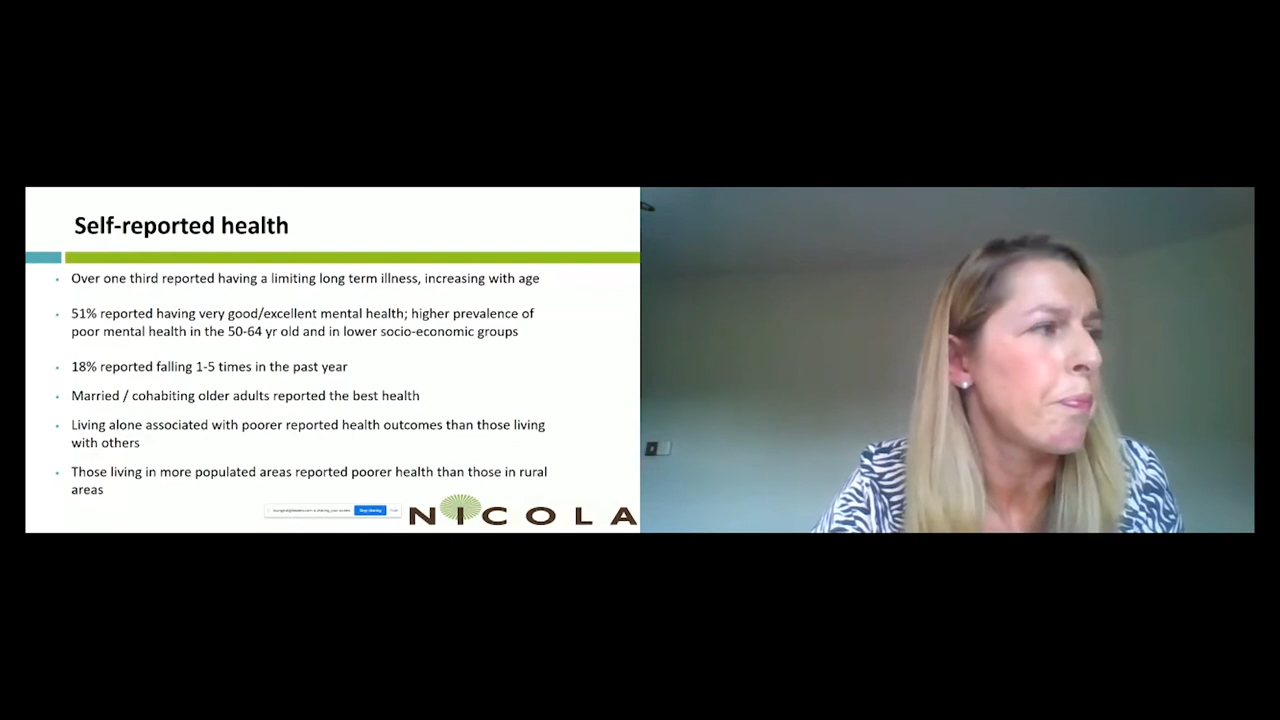 Self-reported health
Over one third reported having a limiting long term illness, increasing with age
51% reported having very good/excellent mental health; higher prevalence of
poor mental health in the 50-64 yr old and in lower socio-economic groups
18% reported falling 1-5 times in the past year
Married / cohabiting older adults reported the best health
Living alone associated with poorer reported health outcomes than those living
with others
Those living in more populated areas reported poorer health than those in rural
areas
Stop sharing
NICOLA